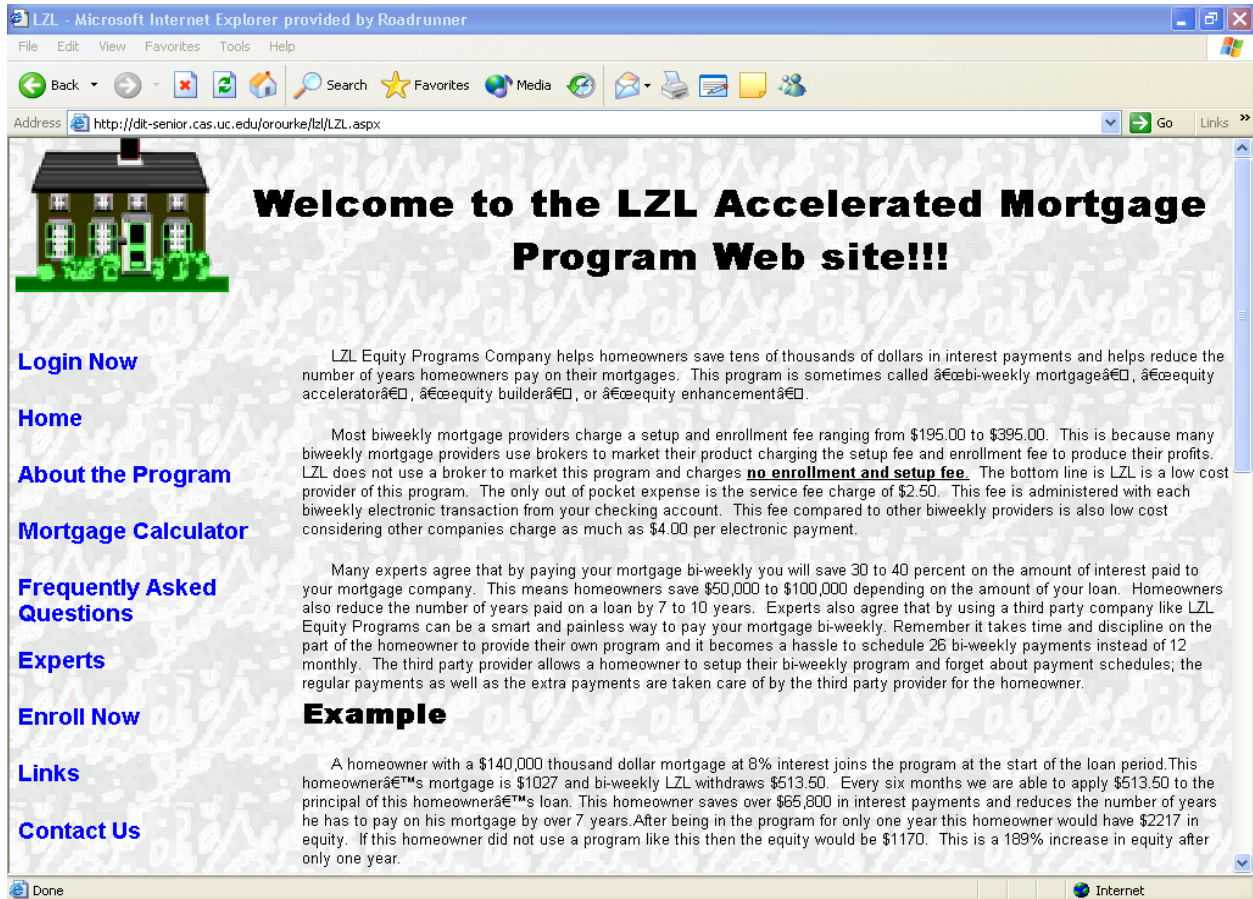 LZL - Microsoft Internet Explorer provided by Roadrunner
File Edit View Favorites Tools Help
Back Search Favorites Media
Address http://dit-senior.cas.uc.edu/orourke/lzl/LZL.aspx Go Links »
Welcome to the LZL Accelerated Mortgage
Program Web site!!!
Login Now
Home
About the Program
Mortgage Calculator
Frequently Asked
Questions
Experts
Enroll Now
Links
Contact Us
LZL Equity Programs Company helps homeowners save tens of thousands of dollars in interest payments and helps reduce the
number of years homeowners pay on their mortgages. This program is sometimes called â€œbi-weekly mortgageâ€□, â€œequity
acceleratorâ€□, â€œequity builderâ€□, or â€œequity enhancementâ€□.
Most biweekly mortgage providers charge a setup and enrollment fee ranging from $195.00 to $395.00. This is because many
biweekly mortgage providers use brokers to market their product charging the setup fee and enrollment fee to produce their profits.
LZL does not use a broker to market this program and charges no enrollment and setup fee. The bottom line is LZL is a low cost
provider of this program. The only out of pocket expense is the service fee charge of $2.50. This fee is administered with each
biweekly electronic transaction from your checking account. This fee compared to other biweekly providers is also low cost
considering other companies charge as much as $4.00 per electronic payment.
Many experts agree that by paying your mortgage bi-weekly you will save 30 to 40 percent on the amount of interest paid to
your mortgage company. This means homeowners save $50,000 to $100,000 depending on the amount of your loan. Homeowners
also reduce the number of years paid on a loan by 7 to 10 years. Experts also agree that by using a third party company like LZL
Equity Programs can be a smart and painless way to pay your mortgage bi-weekly. Remember it takes time and discipline on the
part of the homeowner to provide their own program and it becomes a hassle to schedule 26 bi-weekly payments instead of 12
monthly. The third party provider allows a homeowner to setup their bi-weekly program and forget about payment schedules; the
regular payments as well as the extra payments are taken care of by the third party provider for the homeowner.
Example
A homeowner with a $140,000 thousand dollar mortgage at 8% interest joins the program at the start of the loan period.This
homeownerâ€™s mortgage is $1027 and bi-weekly LZL withdraws $513.50. Every six months we are able to apply $513.50 to the
principal of this homeownerâ€™s loan. This homeowner saves over $65,800 in interest payments and reduces the number of years
he has to pay on his mortgage by over 7 years.After being in the program for only one year this homeowner would have $2217 in
equity. If this homeowner did not use a program like this then the equity would be $1170. This is a 189% increase in equity after
only one year.
Done Internet